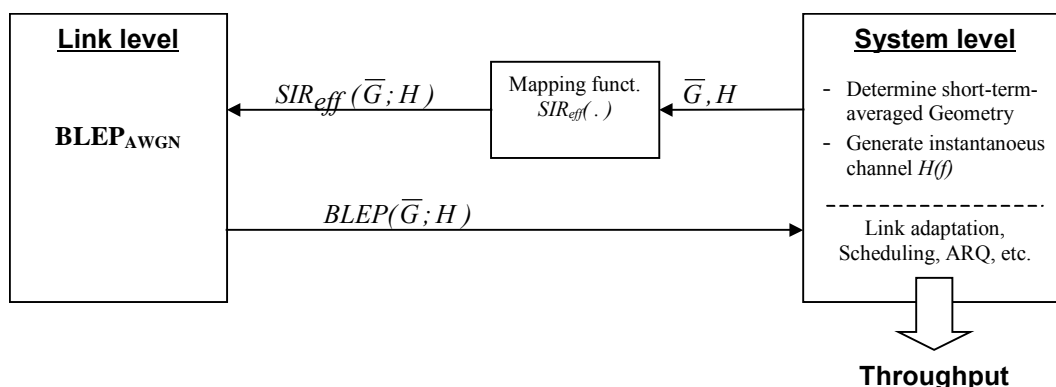 Link level
BLEP_AWGN
SIR_eff(G̅; H)
Mapping funct.
SIR_eff( . )
G̅, H
BLEP(G̅; H)
System level
- Determine short-term-
averaged Geometry
- Generate instantanoeus
channel H(f)
Link adaptation,
Scheduling, ARQ, etc.
Throughput